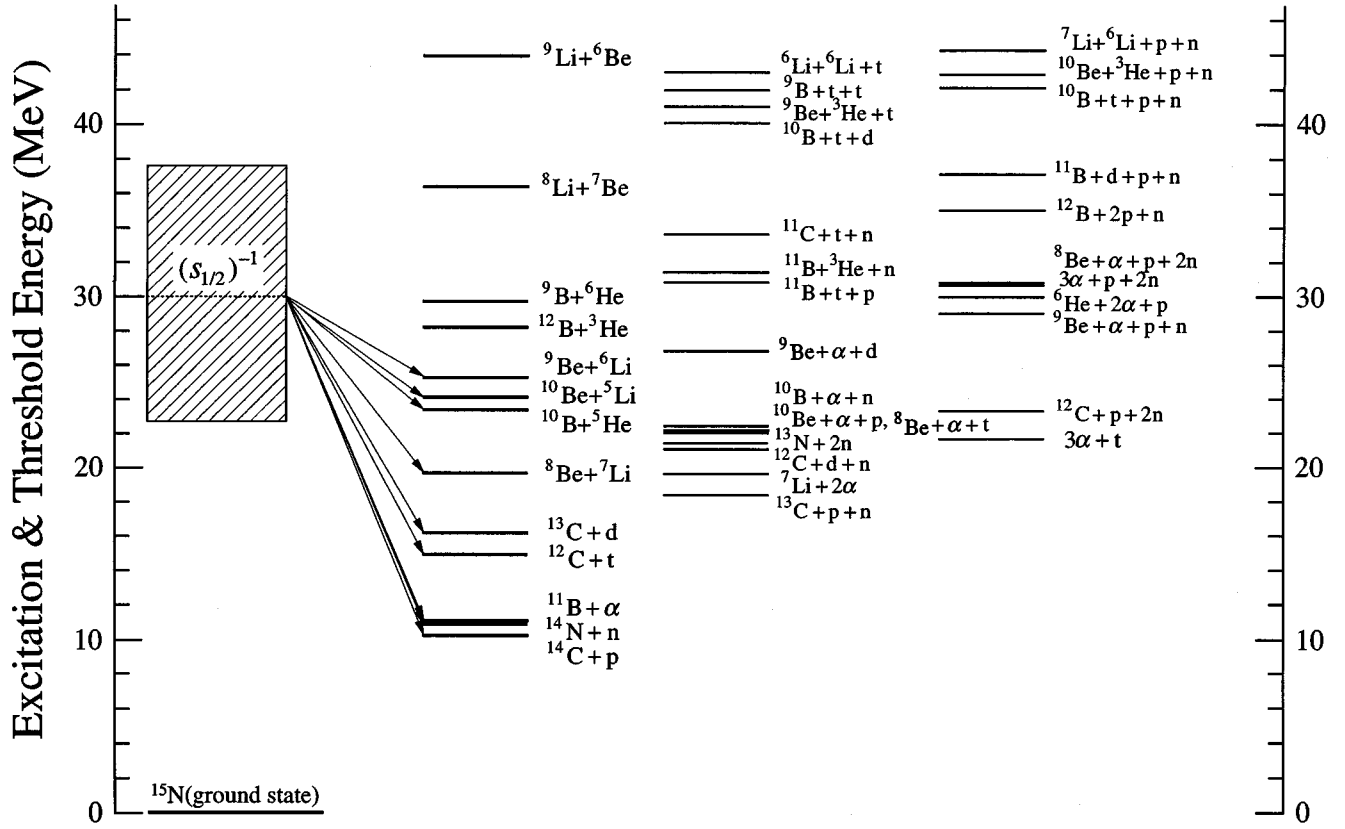 Excitation & Threshold Energy (MeV)
40
30
20
10
0
(s₁/₂)⁻¹
¹⁵N(ground state)
⁹Li+⁶Be
⁸Li+⁷Be
⁹B+⁶He
¹²B+³He
⁹Be+⁶Li
¹⁰Be+⁵Li
¹⁰B+⁵He
⁸Be+⁷Li
¹³C+d
¹²C+t
¹¹B+α
¹⁴N+n
¹⁴C+p
⁶Li+⁶Li+t
⁹B+t+t
⁹Be+³He+t
¹⁰B+t+d
¹¹C+t+n
¹¹B+³He+n
¹¹B+t+p
⁹Be+α+d
¹⁰B+α+n
¹⁰Be+α+p, ⁸Be+α+t
¹³N+2n
¹²C+d+n
⁷Li+2α
¹³C+p+n
⁷Li+⁶Li+p+n
¹⁰Be+³He+p+n
¹⁰B+t+p+n
¹¹B+d+p+n
¹²B+2p+n
⁸Be+α+p+2n
3α+p+2n
⁶He+2α+p
⁹Be+α+p+n
¹²C+p+2n
3α+t
40
30
20
10
0